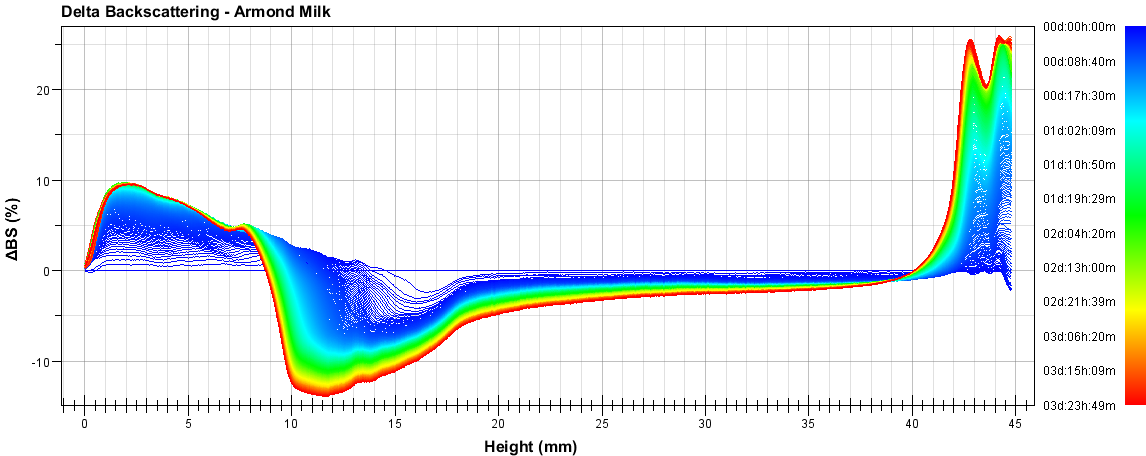 Delta Backscattering - Armond Milk
ΔBS (%)
20
10
0
-10
0 5 10 15 20 25 30 35 40 45
Height (mm)
00d:00h:00m
00d:08h:40m
00d:17h:30m
01d:02h:09m
01d:10h:50m
01d:19h:29m
02d:04h:20m
02d:13h:00m
02d:21h:39m
03d:06h:20m
03d:15h:09m
03d:23h:49m